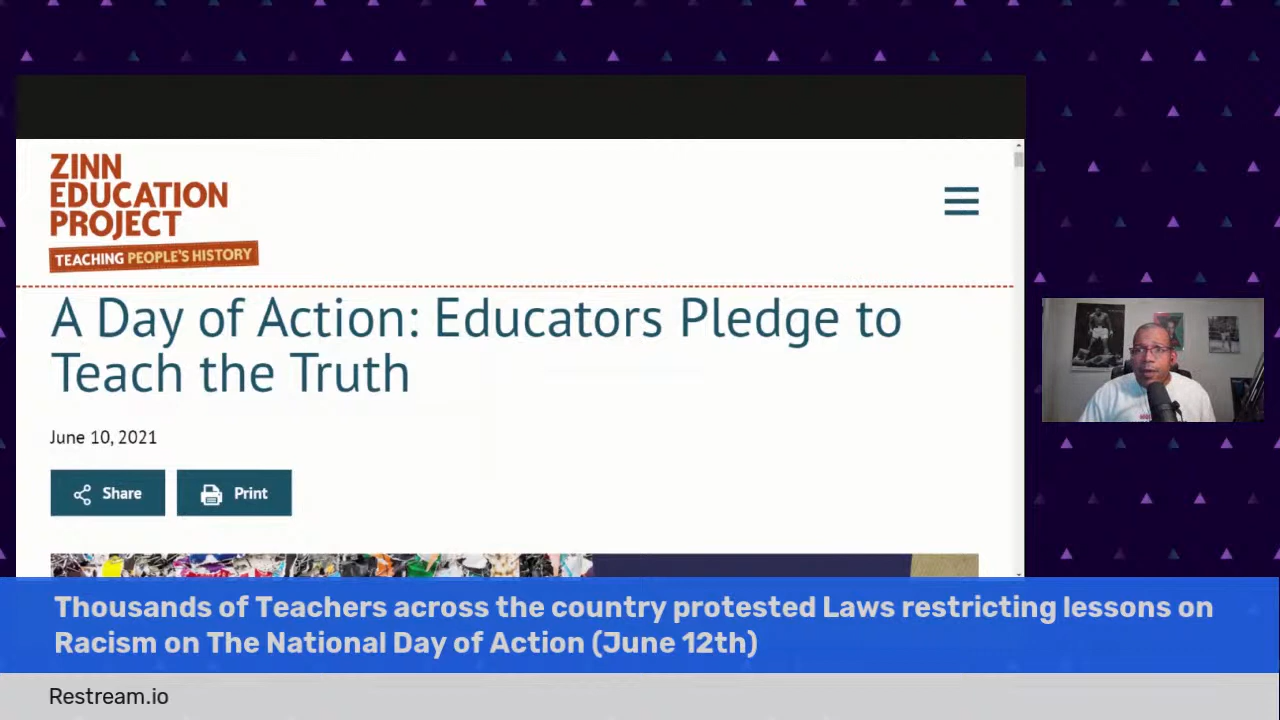 ZINN
EDUCATION
PROJECT
TEACHING PEOPLE'S HISTORY
A Day of Action: Educators Pledge to
Teach the Truth
June 10, 2021
Share
Print
Thousands of Teachers across the country protested Laws restricting lessons on
Racism on The National Day of Action (June 12th)
Restream.io